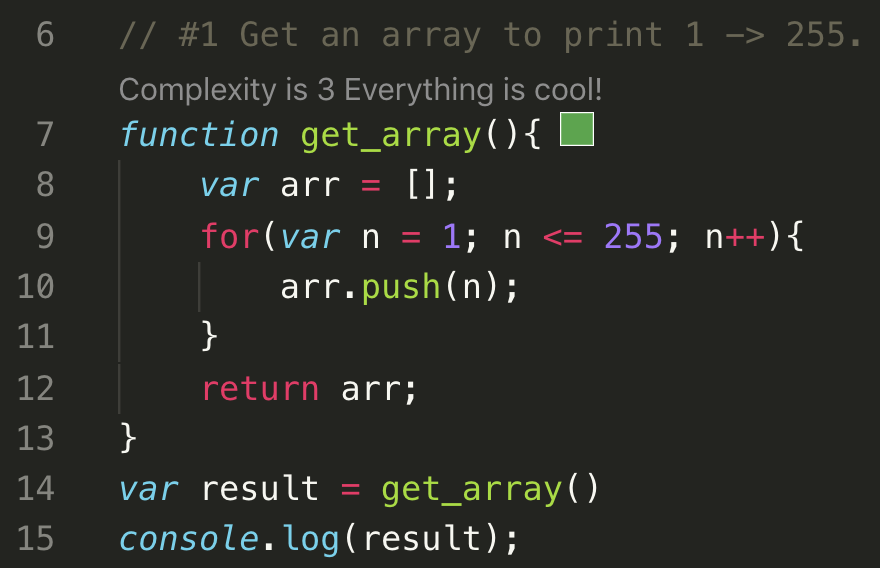 6 // #1 Get an array to print 1 -> 255.
Complexity is 3 Everything is cool!
7 function get_array(){
8 var arr = [];
9 for(var n = 1; n <= 255; n++){
10 arr.push(n);
11 }
12 return arr;
13 }
14 var result = get_array()
15 console.log(result);